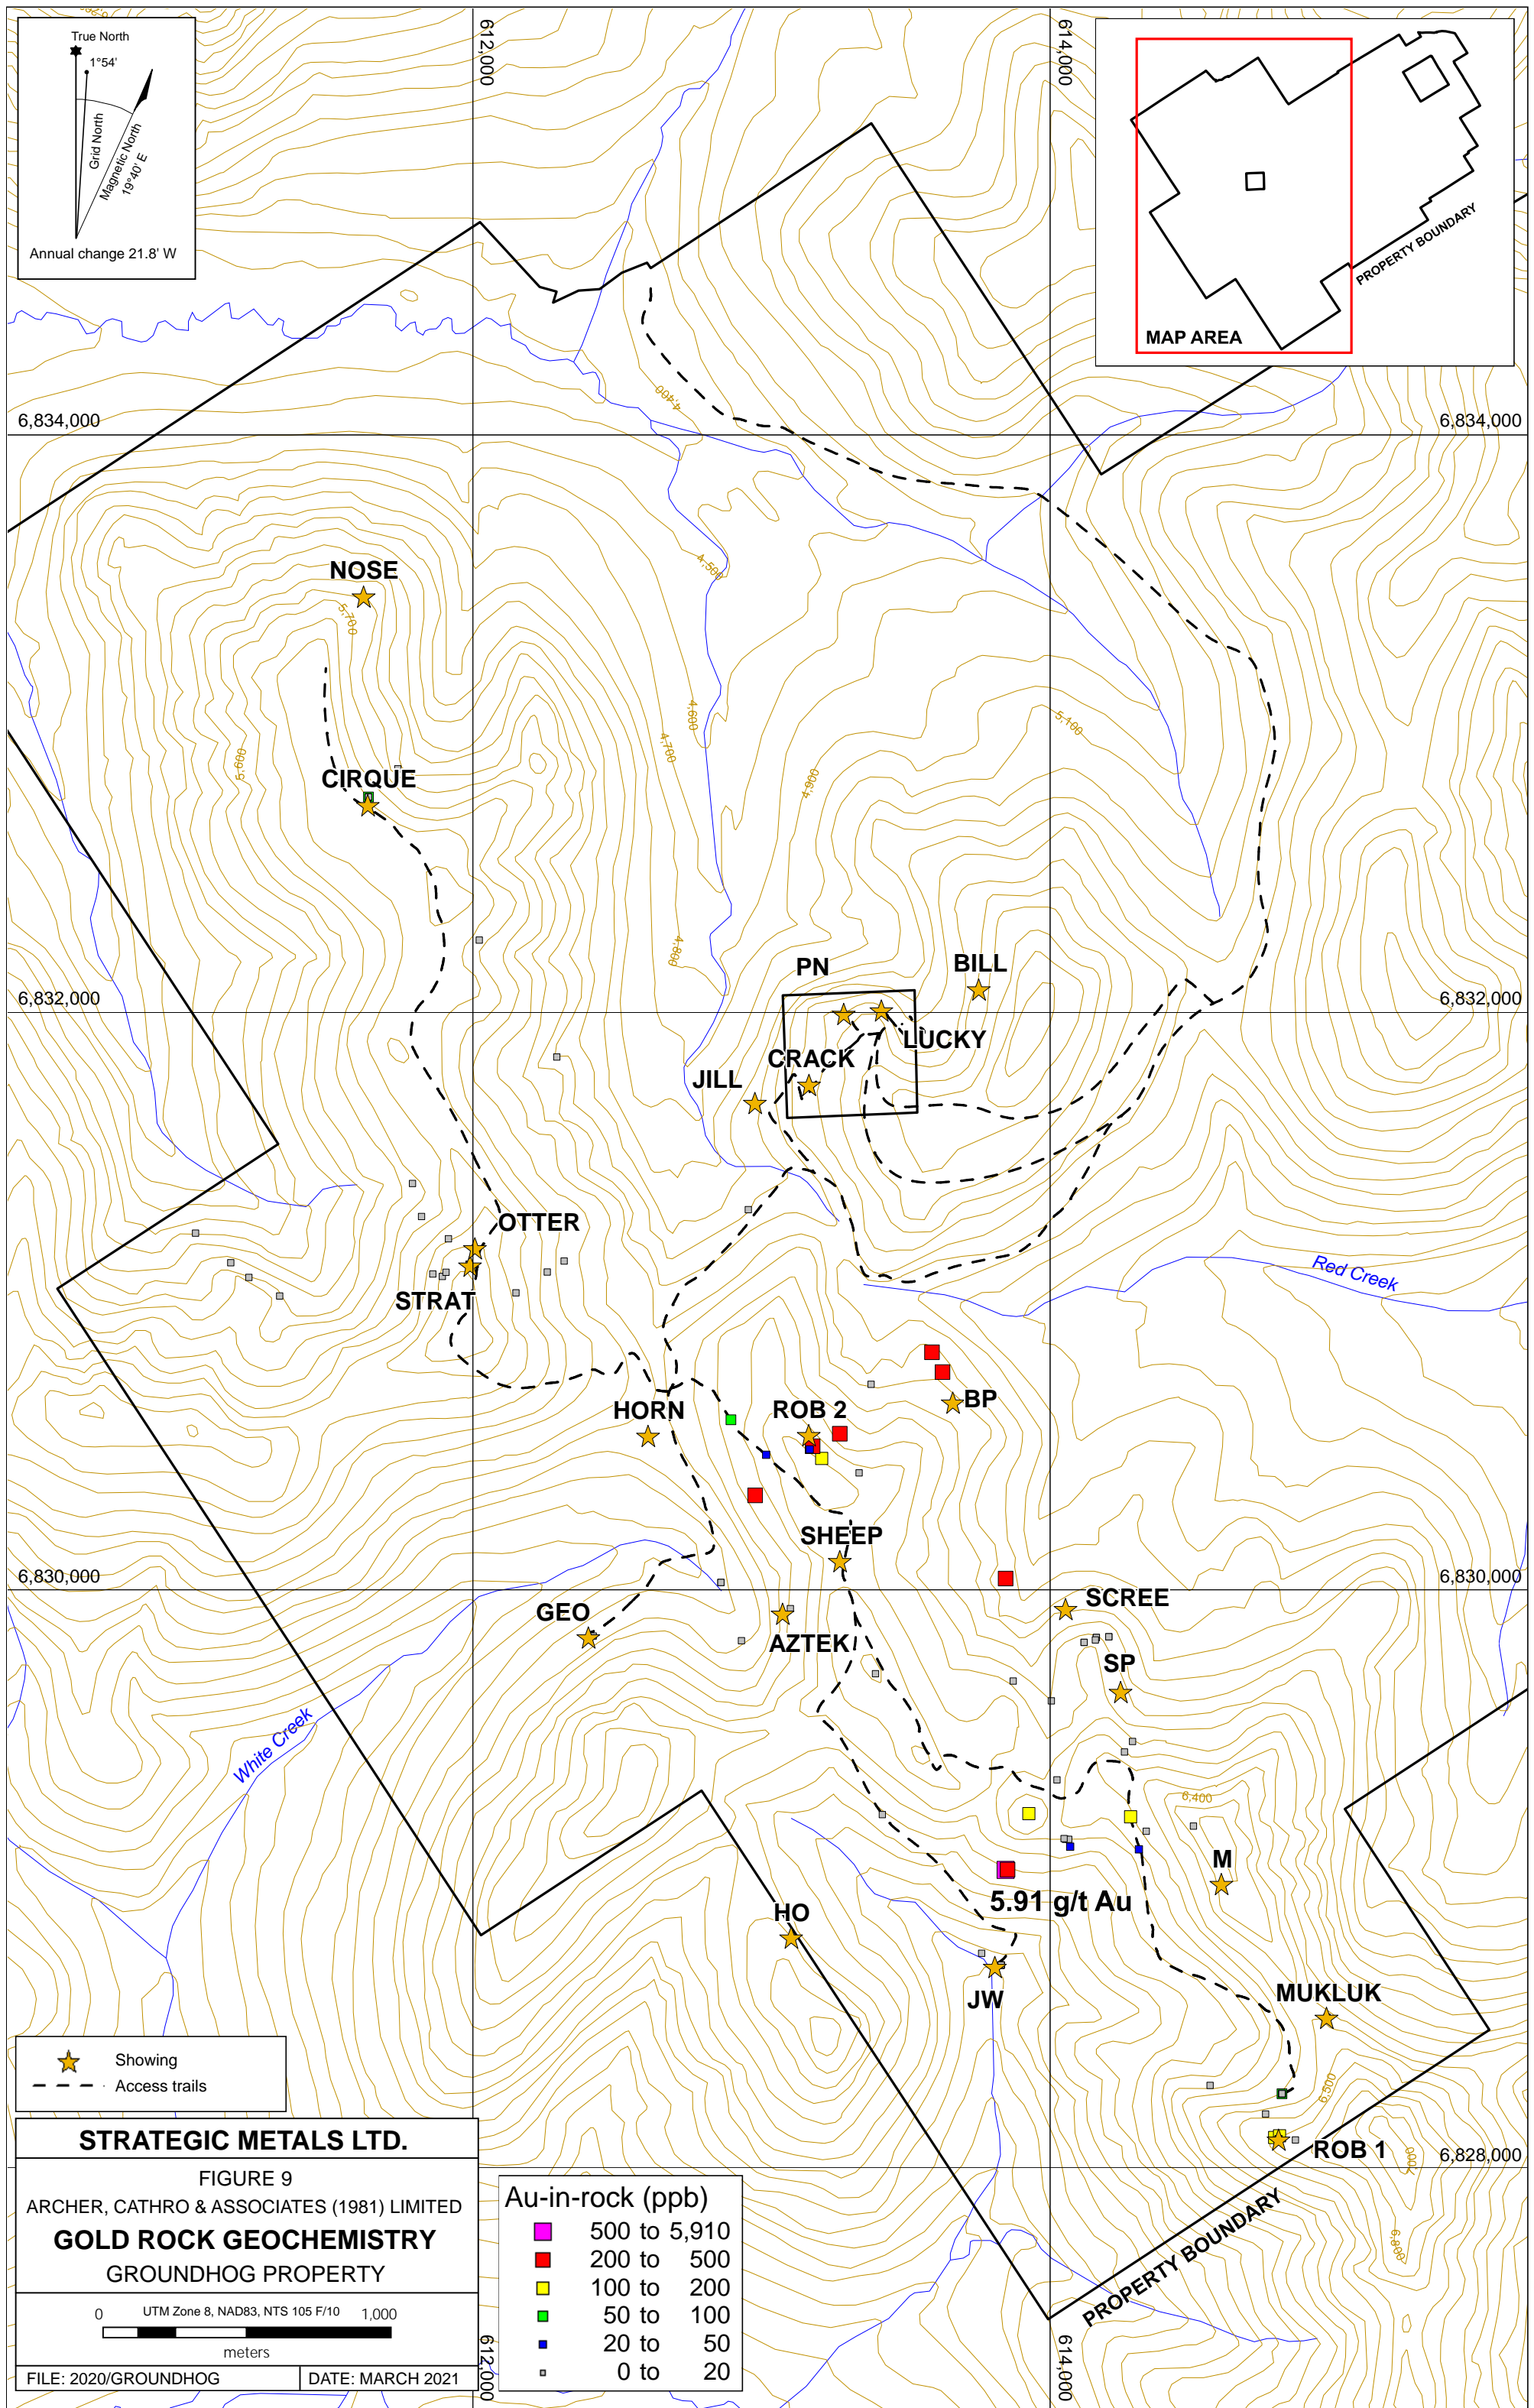 True North
1°54'
Grid North
Magnetic North
19°40' E
Annual change 21.8' W
612,000
614,000
PROPERTY BOUNDARY
MAP AREA
4,400
6,834,000
6,834,000
4,500
NOSE
5,700
4,600
4,700
5,100
5,600
4,900
CIRQUE
4,800
PN
BILL
6,832,000
6,832,000
LUCKY
CRACK
JILL
OTTER
STRAT
Red Creek
HORN
ROB 2
BP
SHEEP
6,830,000
6,830,000
GEO
AZTEK
SCREE
SP
White Creek
6,400
M
5.91 g/t Au
HO
JW
MUKLUK
6,500
ROB 1
7,000
6,828,000
6,800
PROPERTY BOUNDARY
Showing
Access trails
STRATEGIC METALS LTD.
FIGURE 9
ARCHER, CATHRO & ASSOCIATES (1981) LIMITED
GOLD ROCK GEOCHEMISTRY
GROUNDHOG PROPERTY
0 UTM Zone 8, NAD83, NTS 105 F/10 1,000
meters
FILE: 2020/GROUNDHOG DATE: MARCH 2021
Au-in-rock (ppb)
500 to 5,910
200 to 500
100 to 200
50 to 100
20 to 50
0 to 20
612,000
614,000